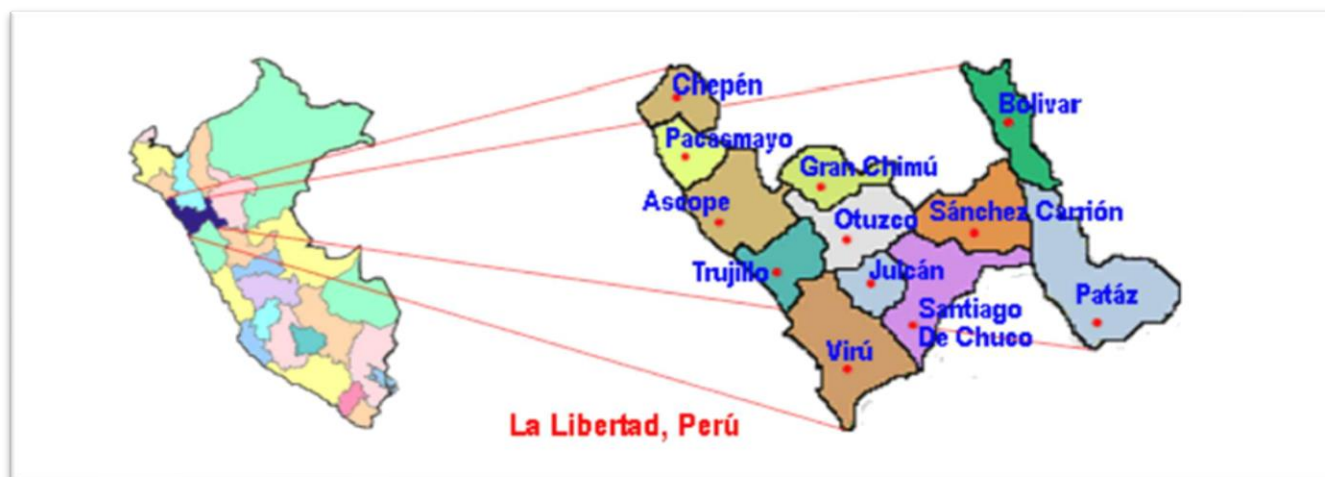 Chepén
Bolivar
Pacasmayo
Gran Chimú
Ascope
Otuzco
Sánchez Carrión
Trujillo
Julcán
Patáz
Santiago
De Chuco
Virú
La Libertad, Perú